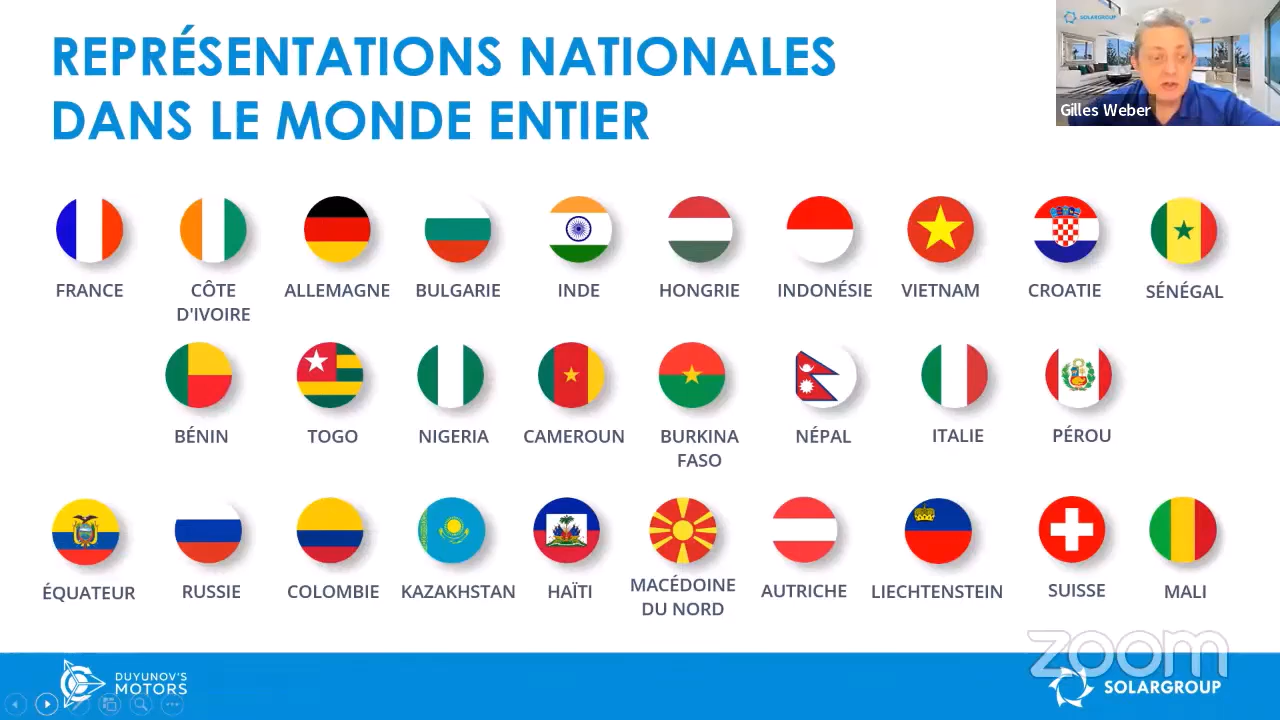 REPRÉSENTATIONS NATIONALES
DANS LE MONDE ENTIER
SOLARGROUP
Gilles Weber
FRANCE
CÔTE
D'IVOIRE
ALLEMAGNE
BULGARIE
INDE
HONGRIE
INDONÉSIE
VIETNAM
CROATIE
SÉNÉGAL
BÉNIN
TOGO
NIGERIA
CAMEROUN
BURKINA
FASO
NÉPAL
ITALIE
PÉROU
ÉQUATEUR
RUSSIE
COLOMBIE
KAZAKHSTAN
HAÏTI
MACÉDOINE
DU NORD
AUTRICHE
LIECHTENSTEIN
SUISSE
MALI
zoom
DUYUNOV'S
MOTORS
SOLARGROUP